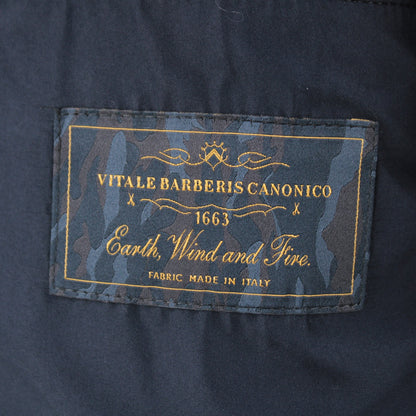 VITALE BARBERIS CANONICO
1663
Earth, Wind and Fire.
FABRIC MADE IN ITALY